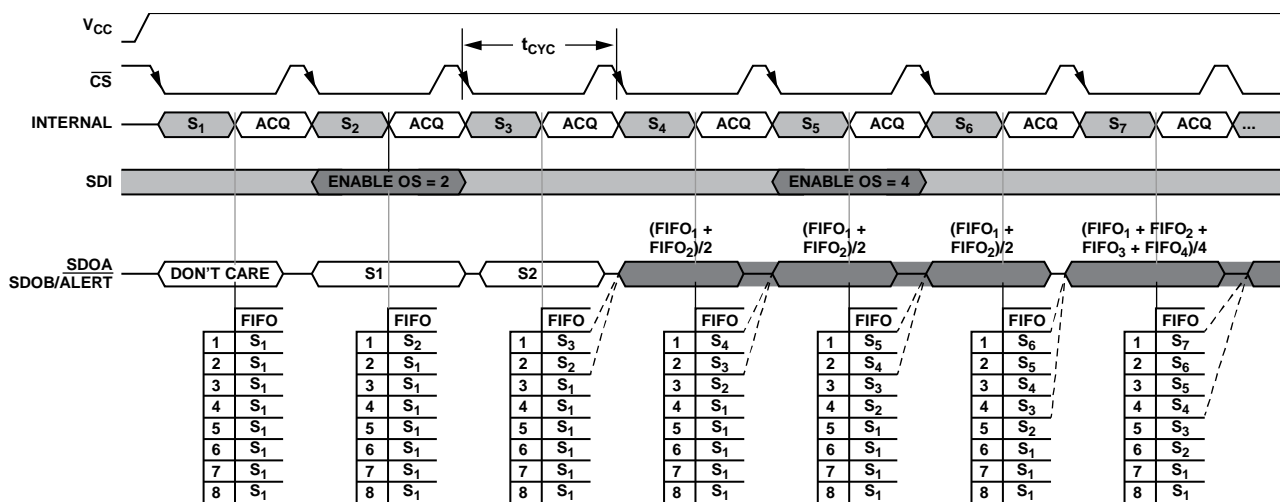 VCC
CS
tCYC
INTERNAL S1 ACQ S2 ACQ S3 ACQ S4 ACQ S5 ACQ S6 ACQ S7 ACQ ...
SDI ENABLE OS = 2 ENABLE OS = 4
(FIFO1 + FIFO2)/2
(FIFO1 + FIFO2)/2
(FIFO1 + FIFO2)/2
(FIFO1 + FIFO2 + FIFO3 + FIFO4)/4
SDOA
SDOB/ALERT
DON'T CARE S1 S2
FIFO FIFO FIFO FIFO FIFO FIFO FIFO
1 S1 1 S2 1 S3 1 S4 1 S5 1 S6 1 S7
2 S1 2 S1 2 S2 2 S3 2 S4 2 S5 2 S6
3 S1 3 S1 3 S1 3 S2 3 S3 3 S4 3 S5
4 S1 4 S1 4 S1 4 S1 4 S2 4 S3 4 S4
5 S1 5 S1 5 S1 5 S1 5 S1 5 S2 5 S3
6 S1 6 S1 6 S1 6 S1 6 S1 6 S1 6 S2
7 S1 7 S1 7 S1 7 S1 7 S1 7 S1 7 S1
8 S1 8 S1 8 S1 8 S1 8 S1 8 S1 8 S1